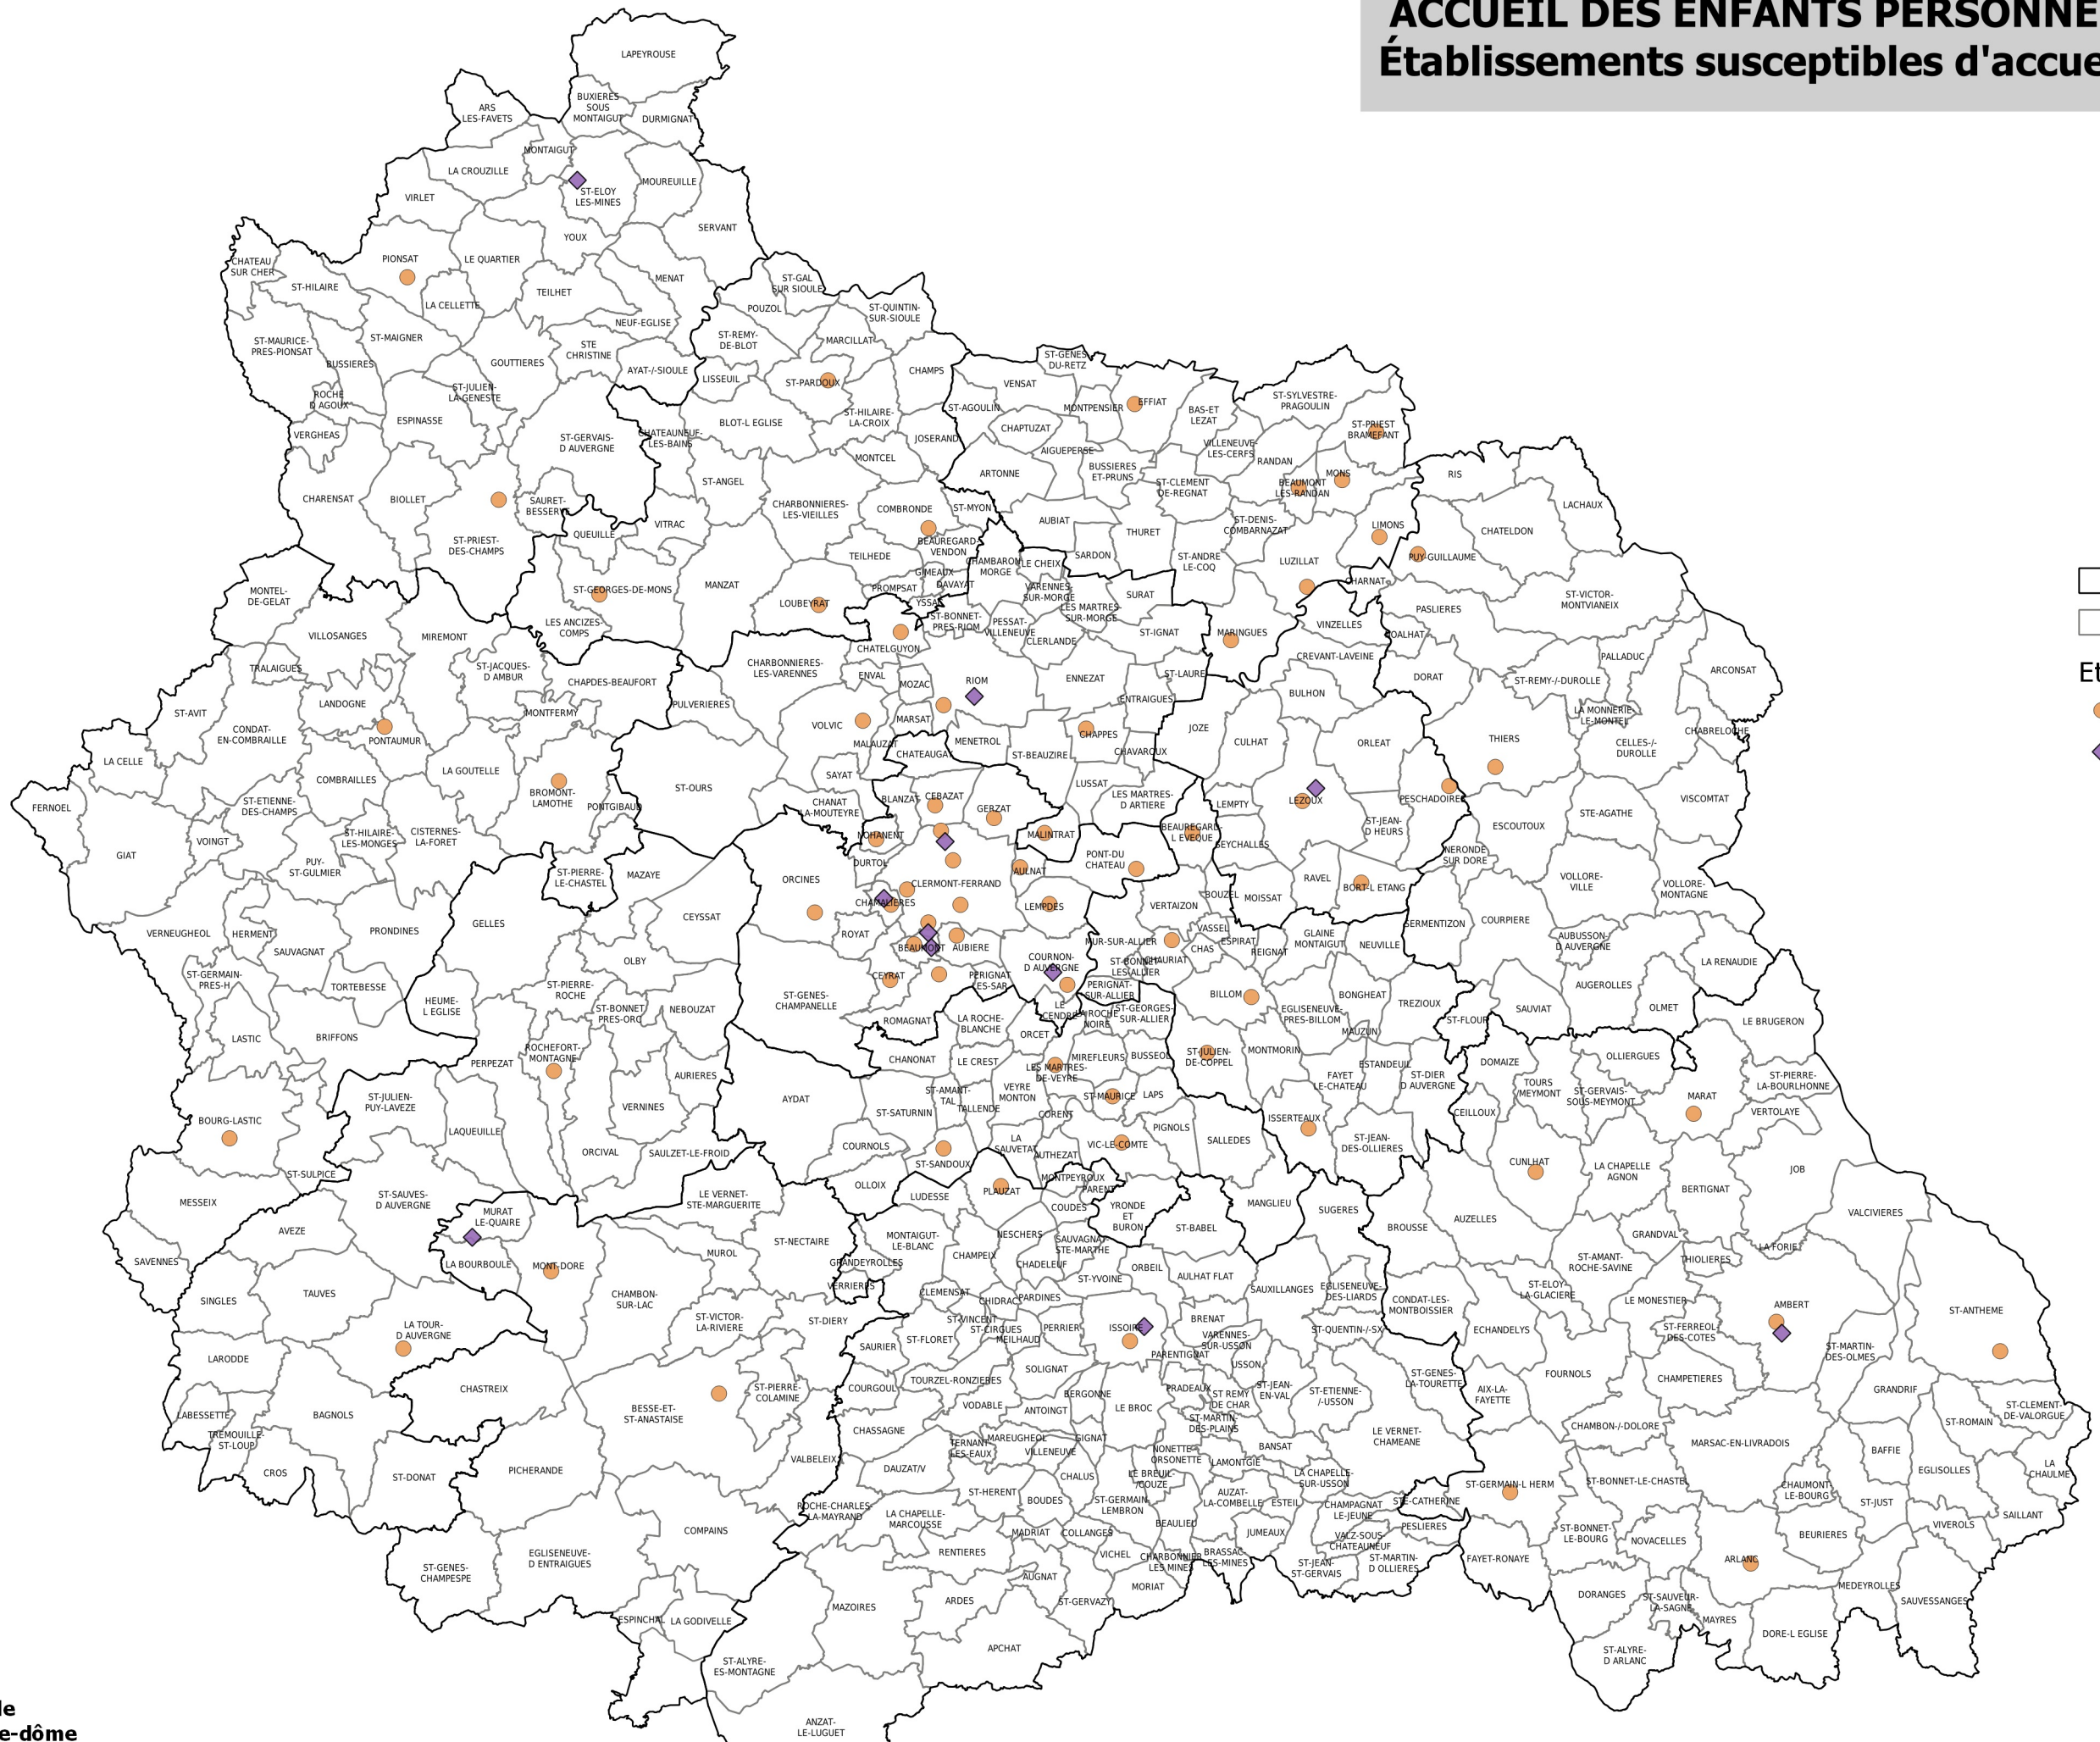 ACCUEIL DES ENFANTS PERSONNE
Établissements susceptibles d'accue
LAPEYROUSE
ARS
LES-FAVETS
BUXIERES
SOUS
MONTAIGUT
DURMIGNAT
MONTAIGUT
LA CROUZILLE
ST-ELOY
LES-MINES
MOUREUILLE
VIRLET
SERVANT
YOUX
CHATEAU
SUR CHER
PIONSAT
LE QUARTIER
ST-HILAIRE
LA CELLETTE
TEILHET
MENAT
ST-GAL
SUR SIOULE
POUZOL
ST-QUINTIN-
SUR-SIOULE
NEUF-EGLISE
ST-MAURICE-
PRES-PIONSAT
ST-MAIGNER
BUSSIERES
GOUTTIERES
STE
CHRISTINE
ST-REMY-
DE-BLOT
MARCILLAT
AYAT-/-SIOULE
LISSEUIL
ST-PARDOUX
CHAMPS
ST-GENES
DU-RETZ
VENSAT
ROCHE
D AGOUX
ST-JULIEN-
LA-GENESTE
ESPINASSE
VERGHEAS
ST-GERVAIS-
D AUVERGNE
CHATEAUNEUF-
LES-BAINS
BLOT-L EGLISE
ST-HILAIRE-
LA-CROIX
JOSERAND
ST-AGOULIN
MONTPENSIER
EFFIAT
CHAPTUZAT
BAS-ET
LEZAT
ST-SYLVESTRE-
PRAGOULIN
ST-PRIEST
BRAMEFANT
AIGUEPERSE
VILLENEUVE-
LES-CERFS
RANDAN
MONS
BEAUMONT
LES-RANDAN
RIS
LACHAUX
CHARENSAT
BIOLLET
SAURET-
BESSERVE
ST-ANGEL
MONTCEL
ARTONNE
BUSSIERES
ET-PRUNS
ST-CLEMENT
DE-REGNAT
CHARBONNIERES-
LES-VIEILLES
COMBRONDE
ST-MYON
AUBIAT
THURET
ST-DENIS-
COMBARNAZAT
LIMONS
CHATELDON
VITRAC
QUEUILLE
ST-PRIEST-
DES-CHAMPS
BEAUREGARD-
VENDON
TEILHEDE
CHAMBARON
MORGE
LE CHEIX
SARDON
ST-ANDRE
LE-COQ
LUZILLAT
PUY-GUILLAUME
CHARNAT
GIMEAUX
DAVAYAT
PROMPSAT
VARENNES-
SUR-MORGE
SURAT
ST-VICTOR-
MONTVIANEIX
PASLIERES
MONTEL-
DE-GELAT
ST-GEORGES-DE-MONS
MANZAT
LOUBEYRAT
YSSA
LES MARTRES-
SUR-MORGE
ST-BONNET-
PRES-RIOM
PESSAT-
VILLENEUVE
CLERLANDE
ST-IGNAT
MARINGUES
VINZELLES
NOALHAT
VILLOSANGES
MIREMONT
LES ANCIZES-
COMPS
CHATELGUYON
CREVANT-LAVEINE
PALLADUC
ARCONSAT
TRALAIGUES
ST-JACQUES-
D AMBUR
CHAPDES-BEAUFORT
CHARBONNIERES-
LES-VARENNES
ENVAL
MOZAC
RIOM
ENNEZAT
ST-LAURE
DORAT
ST-REMY-/-DUROLLE
BULHON
ENTRAIGUES
LANDOGNE
PULVERIERES
ST-AVIT
MONTFERMY
VOLVIC
MARSAT
LA MONNERIE-
LE-MONTEL
CHABRELOCHE
CONDAT-
EN-COMBRAILLE
PONTAUMUR
MALAUZAT
MENETROL
CHAPPES
JOZE
CULHAT
ORLEAT
THIERS
CELLES-/-
DUROLLE
LA CELLE
CHATEAUGAY
ST-BEAUZIRE
CHAVAROUX
SAYAT
COMBRAILLES
LA GOUTELLE
BROMONT-
LAMOTHE
PONTGIBAUD
ST-OURS
LUSSAT
LES MARTRES-
D ARTIERE
LEMPTY
LEZOUX
PESCHADOIRES
VISCOMTAT
FERNOEL
ST-ETIENNE-
DES-CHAMPS
CHANAT
LA-MOUTEYRE
BLANZAT
CEBAZAT
GERZAT
STE-AGATHE
ESCOUTOUX
GIAT
VOINGT
ST-HILAIRE-
LES-MONGES
CISTERNES-
LA-FORET
NOHANENT
MALINTRAT
BEAUREGARD-
L EVEQUE
SEYCHALLES
ST-JEAN-
D HEURS
NERONDE
SUR DORE
PUY-
ST-GULMIER
ST-PIERRE-
LE-CHASTEL
MAZAYE
DURTOL
PONT-DU
CHATEAU
AULNAT
ORCINES
CLERMONT-FERRAND
CHAMALIERES
LEMPDES
VERTAIZON
BOUZEL
MOISSAT
RAVEL
BORT-L ETANG
VOLLORE-
VILLE
VOLLORE-
MONTAGNE
GELLES
CEYSSAT
SERMENTIZON
COURPIERE
VERNEUGHEOL
HERMENT
PRONDINES
SAUVAGNAT
ROYAT
BEAUMONT
AUBIERE
MUR-SUR-ALLIER
VASSEL
ESPIRAT
CHAS
REIGNAT
GLAINE
MONTAIGUT
NEUVILLE
AUBUSSON-
D AUVERGNE
LA RENAUDIE
OLBY
ST-GERMAIN-
PRES-H
TORTEBESSE
COURNON-
D AUVERGNE
ST-BONNET-
LES-ALLIER
CHAURIAT
CEYRAT
PERIGNAT
LES-SAR
PERIGNAT-
SUR-ALLIER
BILLOM
BONGHEAT
TREZIOUX
AUGEROLLES
OLMET
SAUVIAT
HEUME-
L EGLISE
ST-PIERRE-
ROCHE
ST-BONNET
PRES-ORC
NEBOUZAT
ST-GENES-
CHAMPANELLE
LE
CENDRE
LA ROCHE
NOIRE
ST-GEORGES-
SUR-ALLIER
EGLISENEUVE-
PRES-BILLOM
MAUZUN
ST-FLOUR
LE BRUGERON
ROMAGNAT
LA ROCHE-
BLANCHE
ORCET
LASTIC
BRIFFONS
PERPEZAT
ROCHEFORT-
MONTAGNE
CHANONAT
LE CREST
MIREFLEURS
BUSSEOL
ST-JULIEN-
DE-COPPEL
MONTMORIN
ESTANDEUIL
DOMAIZE
OLLIERGUES
LES MARTRES-
DE-VEYRE
AURIERES
FAYET
LE-CHATEAU
ST-DIER
D AUVERGNE
TOURS
MEYMONT
ST-GERVAIS-
SOUS-MEYMONT
MARAT
ST-PIERRE-
LA-BOURLHONNE
ST-JULIEN-
PUY-LAVEZE
VERNINES
AYDAT
ST-AMANT-
TAL
VEYRE
MONTON
TALLENDE
ST-MAURICE
LAPS
CORENT
ST-SATURNIN
CEILLOUX
VERTOLAYE
BOURG-LASTIC
LAQUEUILLE
ISSERTEAUX
PIGNOLS
SALLEDES
ST-JEAN-
DES-OLLIERES
ORCIVAL
SAULZET-LE-FROID
COURNOLS
LA
SAUVETAT
AUTHEZAT
VIC-LE-COMTE
CUNLHAT
LA CHAPELLE
AGNON
JOB
ST-SULPICE
ST-SANDOUX
MONTPEYROUX
PARENT
OLLOIX
LUDESSE
PLAUZAT
BERTIGNAT
MESSEIX
ST-SAUVES-
D AUVERGNE
LE VERNET-
STE-MARGUERITE
MURAT
LE-QUAIRE
COUDES
YRONDE
ET
BURON
MANGLIEU
SUGERES
AUZELLES
BROUSSE
VALCIVIERES
AVEZE
ST-BABEL
SAVENNES
LA BOURBOULE
MONT-DORE
MUROL
ST-NECTAIRE
MONTAIGUT-
LE-BLANC
NESCHERS
SAUVAGNAT-
STE-MARTHE
GRANDVAL
LA FORIE
CHAMPEIX
CHADELEUF
GRANDEYROLLES
ORBEIL
AULHAT FLAT
ST-AMANT-
ROCHE-SAVINE
THIOLIERES
VERRIERES
ST-YVOINE
SAUXILLANGES
EGLISENEUVE-
DES-LIARDS
ST-ELOY-
LA-GLACIERE
SINGLES
TAUVES
CHAMBON-
SUR-LAC
CLEMENSAT
CHIDRAC
PARDINES
CONDAT-LES-
MONTBOISSIER
LE MONESTIER
AMBERT
ST-ANTHEME
ST-VICTOR-
LA-RIVIERE
ST-DIERY
ST-VINCENT
ST-CIRGUES
MEILHAUD
PERRIER
ISSOIRE
BRENAT
ST-QUENTIN-/-SX
ECHANDELYS
ST-FERREOL-
DES-COTES
LA TOUR-
D AUVERGNE
ST-FLORET
SAURIER
PARENTIGNAT
VARENNES-
SUR-USSON
USSON
ST-MARTIN-
DES-OLMES
LARODDE
SOLIGNAT
ST-GENES-
LA-TOURETTE
FOURNOLS
CHAMPETIERES
CHASTREIX
ST-PIERRE-
COLAMINE
COURGOUL
TOURZEL-RONZIERES
BERGONNE
PRADEAUX
ST REMY
DE CHAR
ST-JEAN-
EN-VAL
ST-ETIENNE-
/-USSON
AIX-LA-
FAYETTE
GRANDRIF
LABESSETTE
BAGNOLS
BESSE-ET-
ST-ANASTAISE
VODABLE
ANTOINGT
LE BROC
ST-MARTIN-
DES-PLAINS
CHAMBON-/-DOLORE
ST-ROMAIN
ST-CLEMENT-
DE-VALORGUE
TREMOUILLE-
ST-LOUP
CHASSAGNE
TERNANT-
LES-EAUX
MAREUGHEOL
VILLENEUVE
GIGNAT
BANSAT
LE VERNET-
CHAMEANE
MARSAC-EN-LIVRADOIS
BAFFIE
CROS
ST-DONAT
PICHERANDE
VALBELEIX
DAUZAT/V
NONETTE-
ORSONETTE
LAMONTGIE
EGLISOLLES
LA
CHAULME
CHALUS
LE BREUIL-
/COUZE
LA CHAPELLE-
SUR-USSON
ST-GERMAIN-L HERM
ST-BONNET-LE-CHASTEL
CHAUMONT-
LE-BOURG
ST-JUST
ST-HERENT
BOUDES
ST-GERMAIN-
LEMBRON
AUZAT-
LA-COMBELLE
ESTEIL
CHAMPAGNAT
LE-JEUNE
STE-CATHERINE
SAILLANT
ROCHE-CHARLES-
LA-MAYRAND
LA CHAPELLE-
MARCOUSSE
BEAULIEU
PESLIERES
VIVEROLS
COMPAINS
MADRIAT
COLLANGES
JUMEAUX
VALZ-SOUS-
CHATEAUNEUF
ST-BONNET-
LE-BOURG
NOVACELLES
BEURIERES
EGLISENEUVE-
D ENTRAIGUES
RENTIERES
VICHEL
CHARBONNIER
LES MINES
BRASSAC-
LES-MINES
ST-JEAN-
ST-GERVAIS
ST-MARTIN-
D OLLIERES
FAYET-RONAYE
ARLANC
ST-GENES-
CHAMPESPE
AUGNAT
MORIAT
MEDEYROLLES
DORANGES
ST-SAUVEUR-
LA-SAGNE
SAUVESSANGES
ESPINCHAL
LA GODIVELLE
MAZOIRES
ARDES
ST-GERVAZY
MAYRES
DORE-L EGLISE
APCHAT
ST-ALYRE-
D ARLANC
ST-ALYRE-
ES-MONTAGNE
ANZAT-
LE-LUGUET
Et
le
e-dôme